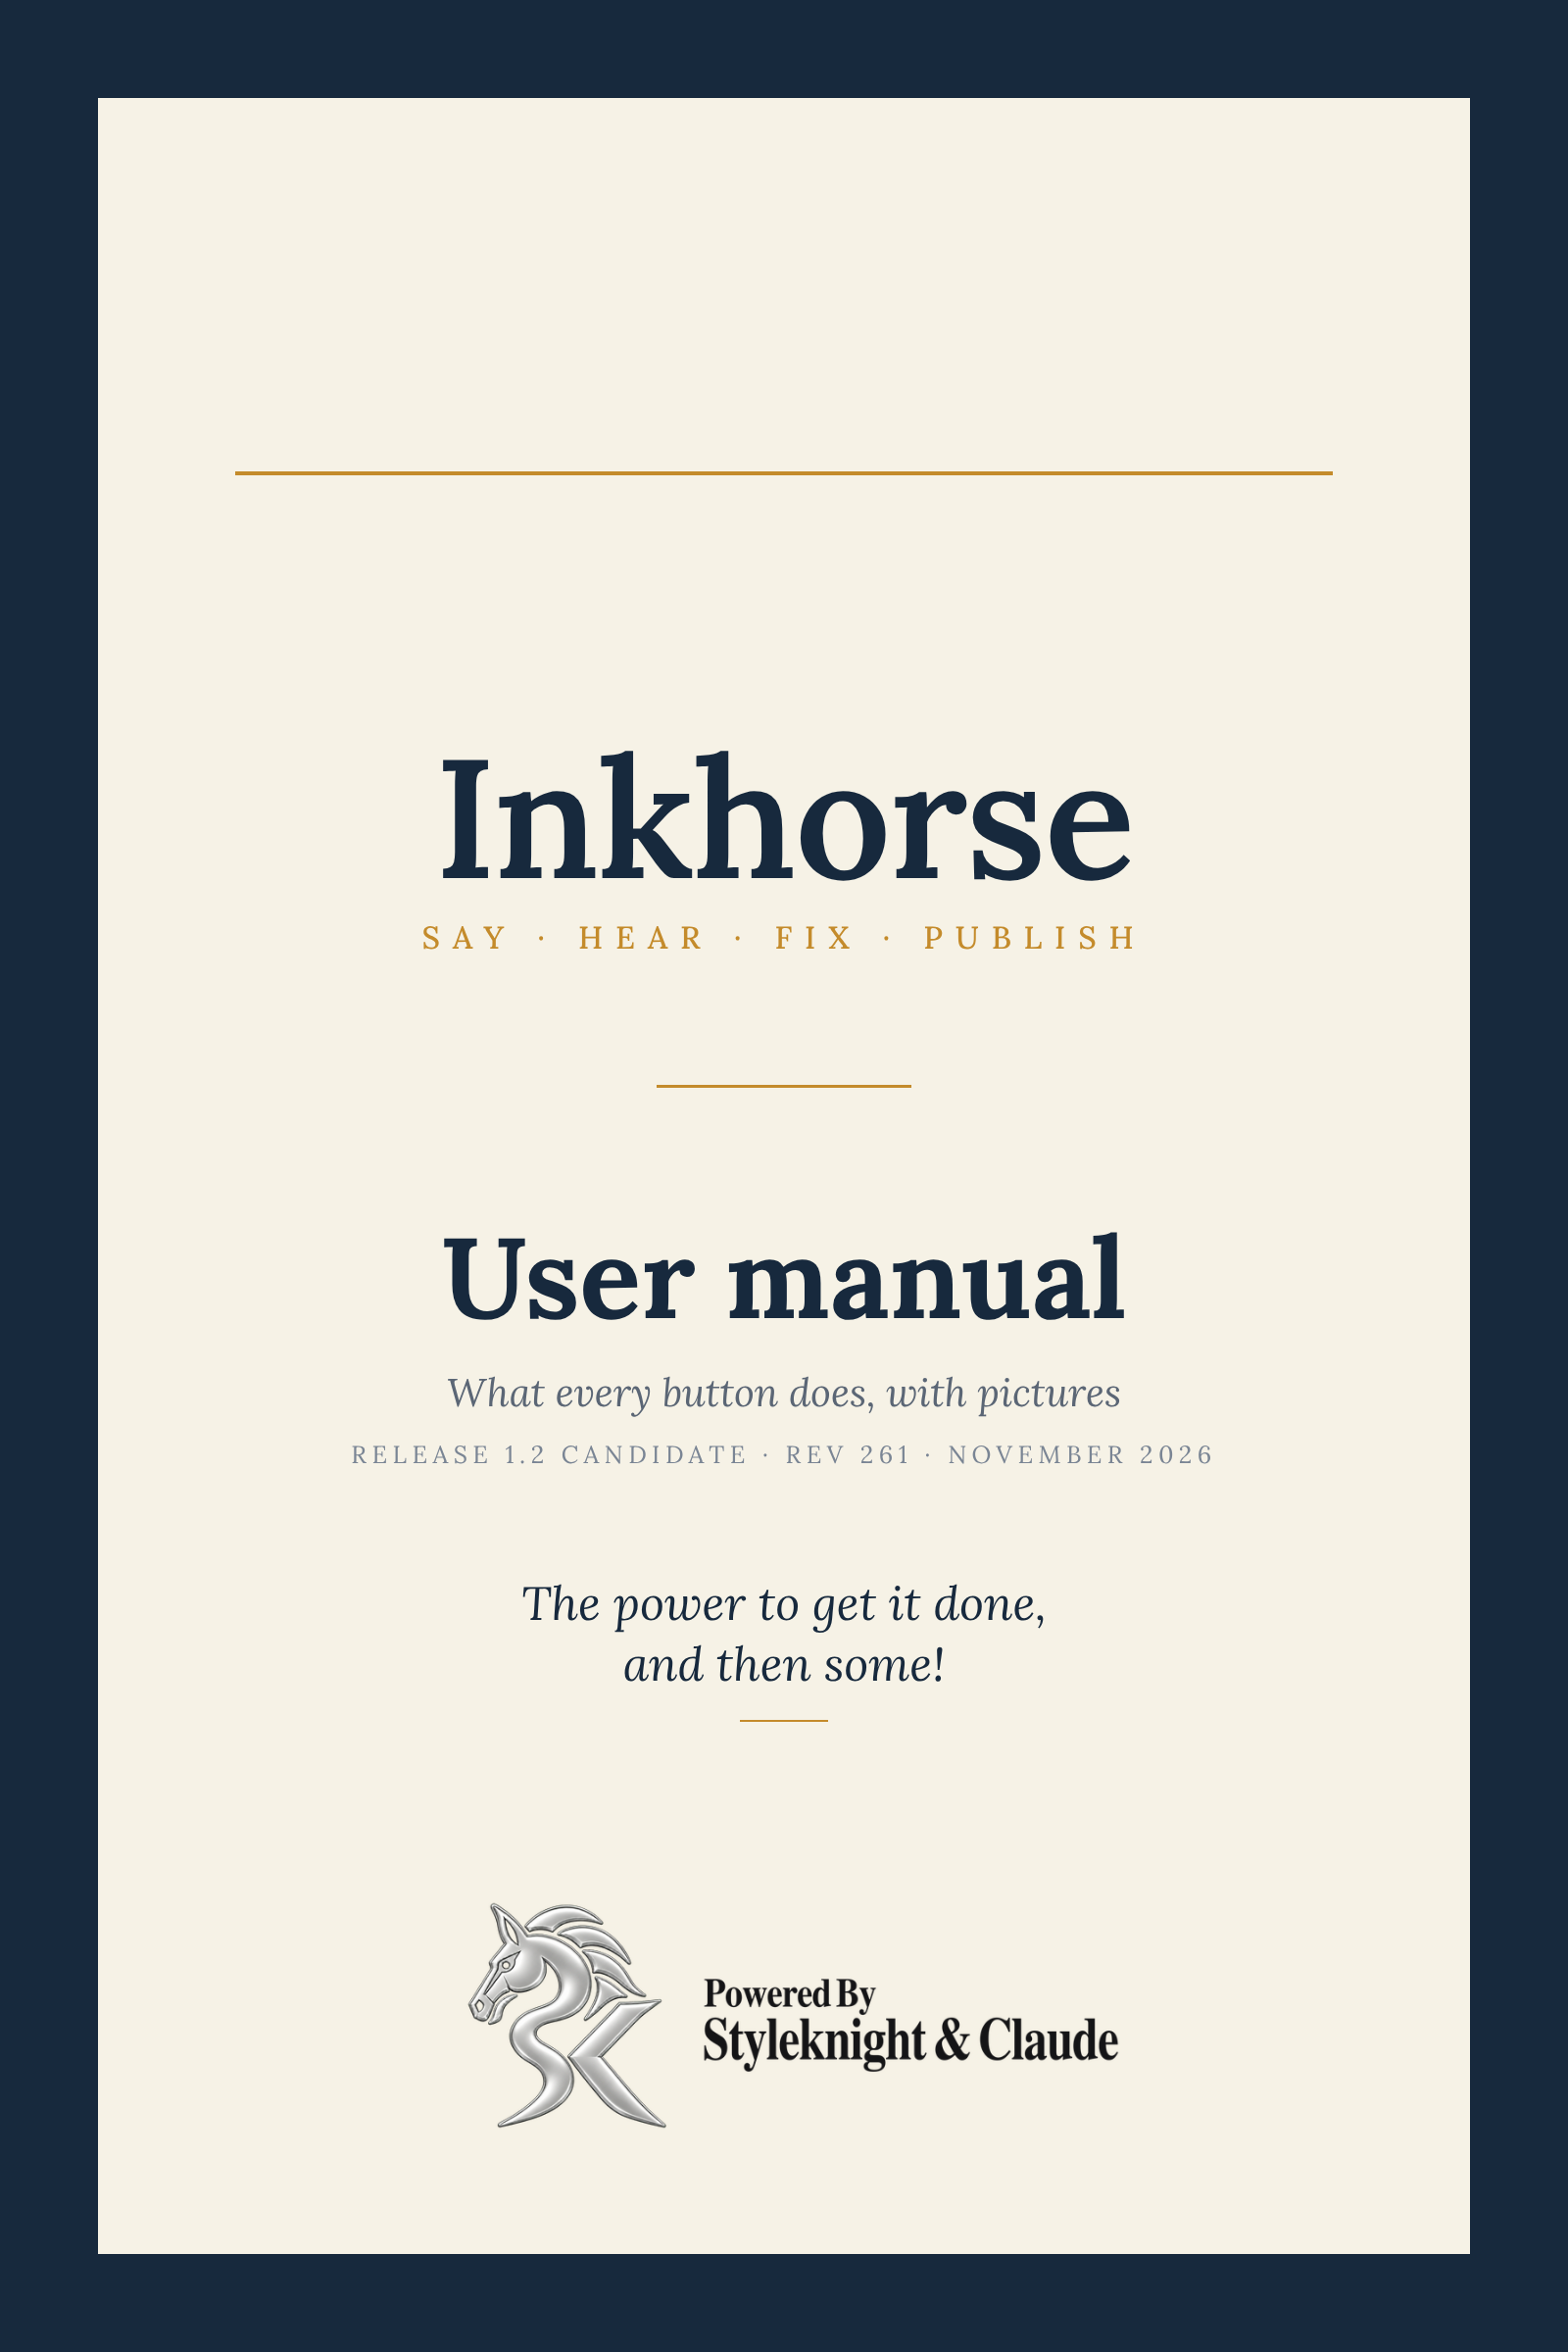 Inkhorse
SAY · HEAR · FIX · PUBLISH
User manual
What every button does, with pictures
RELEASE 1.2 CANDIDATE · REV 261 · NOVEMBER 2026
The power to get it done,
and then some!
Powered By
Styleknight & Claude